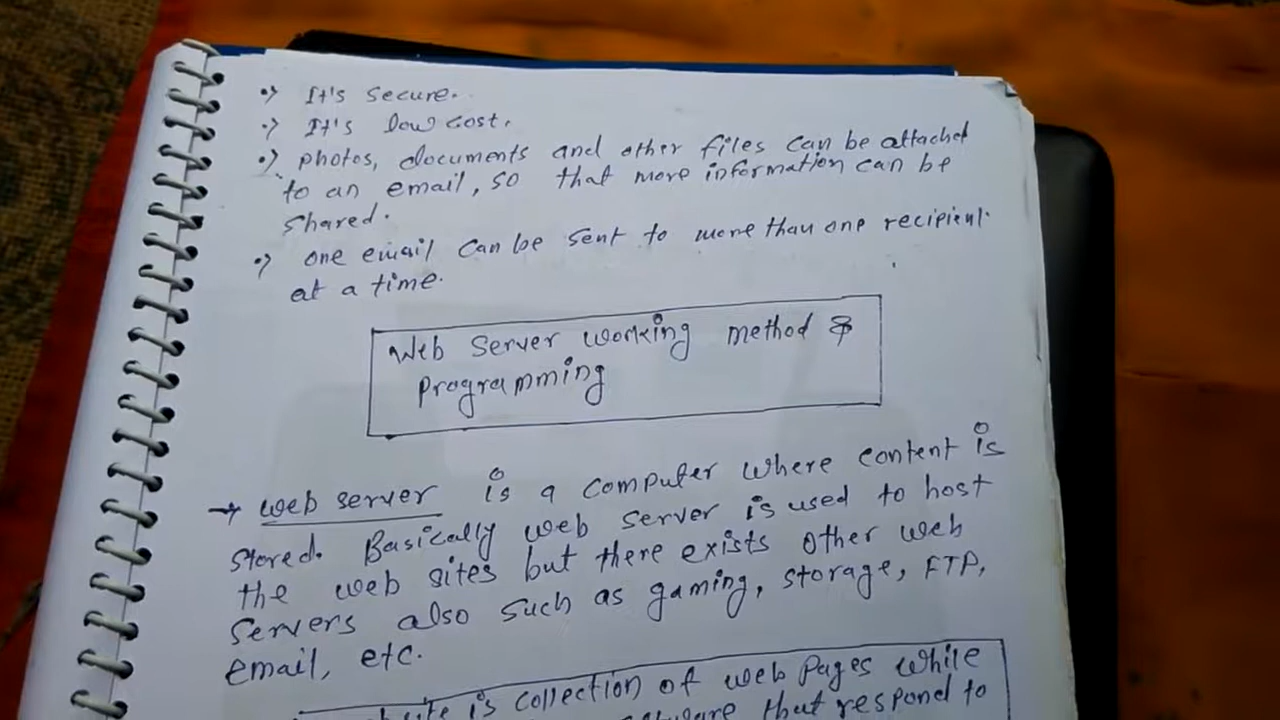 It's secure.
It's low cost.
photos, documents and other files can be attached
to an email, so that more information can be
shared.
one email can be sent to more than one recipient.
at a time.
Web Server working method &
programming
→ web server is a computer where content is
stored. Basically web server is used to host
the web sites but there exists other web
servers also such as gaming, storage, FTP,
email, etc.
is collection of web pages while
that respond to